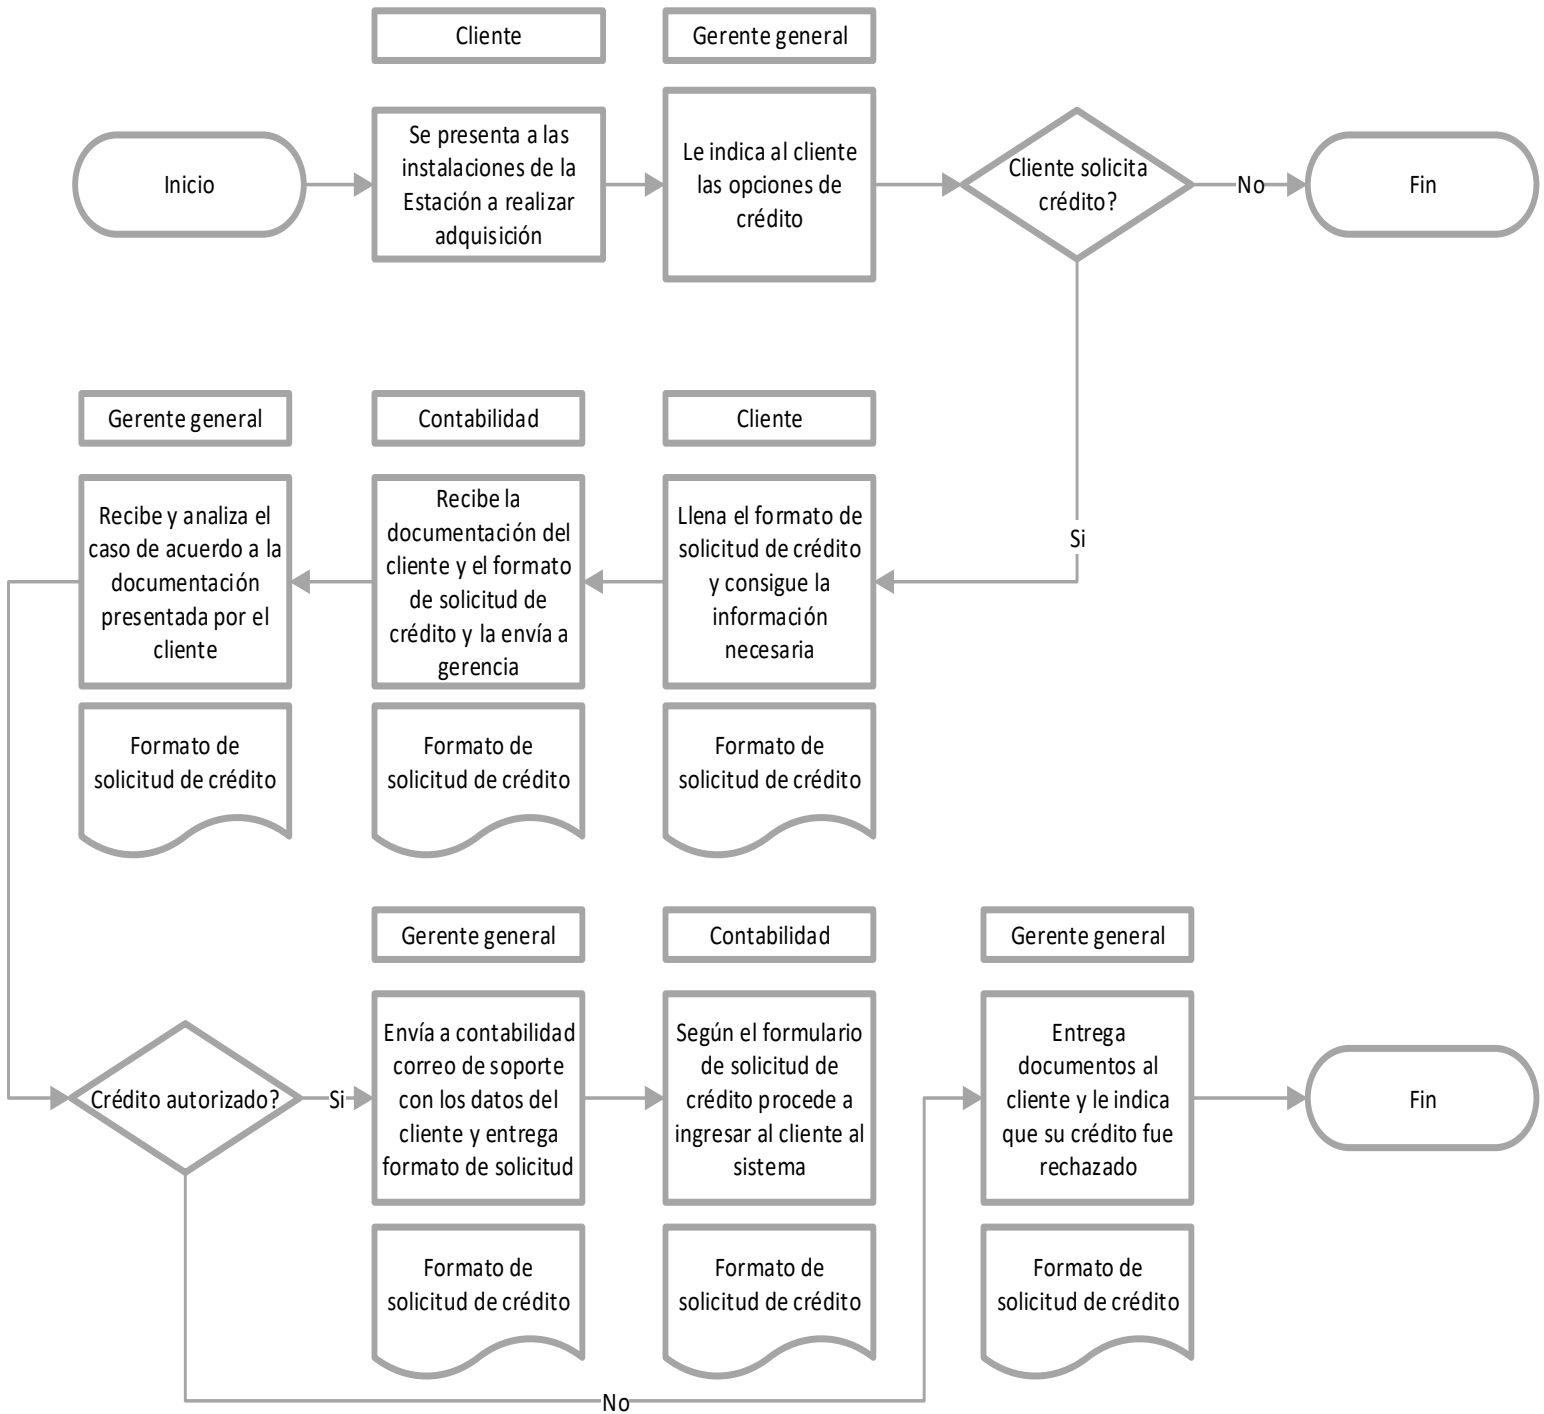 Cliente
Gerente general
Inicio
Se presenta a las
instalaciones de la
Estación a realizar
adquisición
Le indica al cliente
las opciones de
crédito
Cliente solicita
crédito?
No
Fin
Si
Gerente general
Contabilidad
Cliente
Recibe y analiza el
caso de acuerdo a la
documentación
presentada por el
cliente
Recibe la
documentación del
cliente y el formato
de solicitud de
crédito y la envía a
gerencia
Llena el formato de
solicitud de crédito
y consigue la
información
necesaria
Formato de
solicitud de crédito
Formato de
solicitud de crédito
Formato de
solicitud de crédito
Gerente general
Contabilidad
Gerente general
Crédito autorizado?
Si
Envía a contabilidad
correo de soporte
con los datos del
cliente y entrega
formato de solicitud
Según el formulario
de solicitud de
crédito procede a
ingresar al cliente al
sistema
Entrega
documentos al
cliente y le indica
que su crédito fue
rechazado
Fin
Formato de
solicitud de crédito
Formato de
solicitud de crédito
Formato de
solicitud de crédito
No